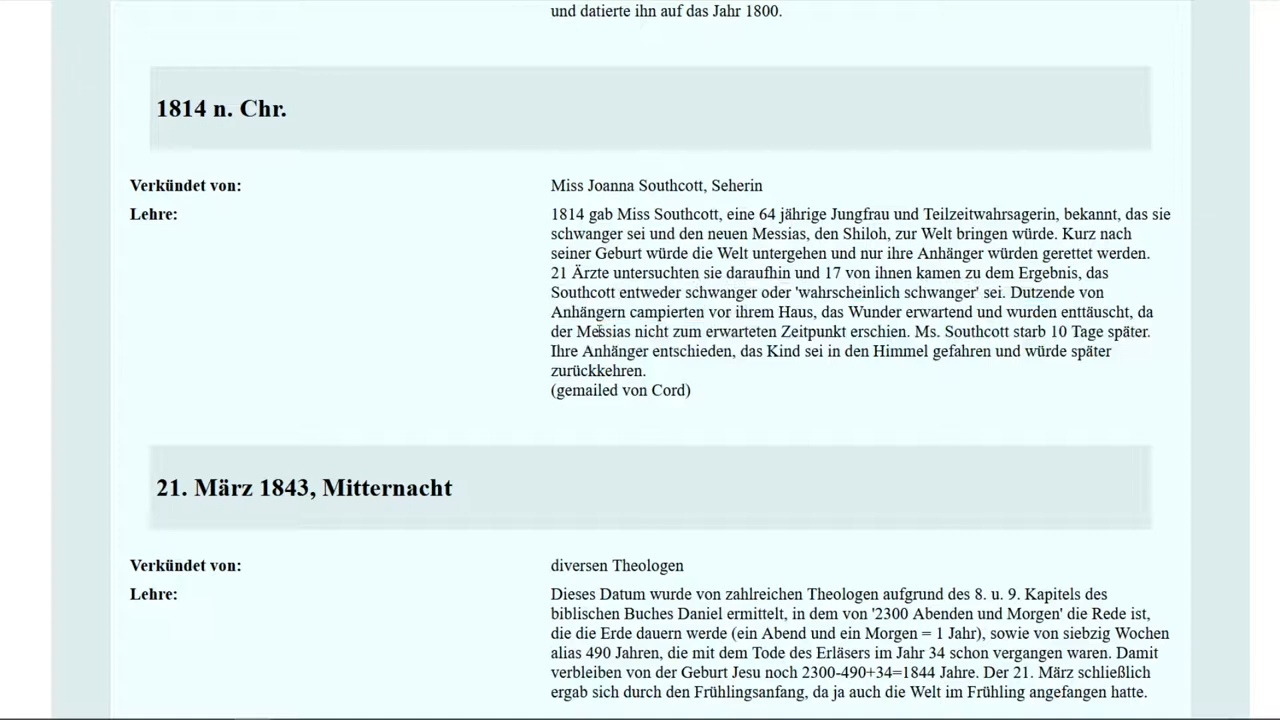 und datierte ihn auf das Jahr 1800.
1814 n. Chr.
Verkündet von:
Miss Joanna Southcott, Seherin
Lehre:
1814 gab Miss Southcott, eine 64 jährige Jungfrau und Teilzeitwahrsagerin, bekannt, das sie
schwanger sei und den neuen Messias, den Shiloh, zur Welt bringen würde. Kurz nach
seiner Geburt würde die Welt untergehen und nur ihre Anhänger würden gerettet werden.
21 Ärzte untersuchten sie daraufhin und 17 von ihnen kamen zu dem Ergebnis, das
Southcott entweder schwanger oder 'wahrscheinlich schwanger' sei. Dutzende von
Anhängern campierten vor ihrem Haus, das Wunder erwartend und wurden enttäuscht, da
der Messias nicht zum erwarteten Zeitpunkt erschien. Ms. Southcott starb 10 Tage später.
Ihre Anhänger entschieden, das Kind sei in den Himmel gefahren und würde später
zurückkehren.
(gemailed von Cord)
21. März 1843, Mitternacht
Verkündet von:
diversen Theologen
Lehre:
Dieses Datum wurde von zahlreichen Theologen aufgrund des 8. u. 9. Kapitels des
biblischen Buches Daniel ermittelt, in dem von '2300 Abenden und Morgen' die Rede ist,
die die Erde dauern werde (ein Abend und ein Morgen = 1 Jahr), sowie von siebzig Wochen
alias 490 Jahren, die mit dem Tode des Erläsers im Jahr 34 schon vergangen waren. Damit
verbleiben von der Geburt Jesu noch 2300-490+34=1844 Jahre. Der 21. März schließlich
ergab sich durch den Frühlingsanfang, da ja auch die Welt im Frühling angefangen hatte.